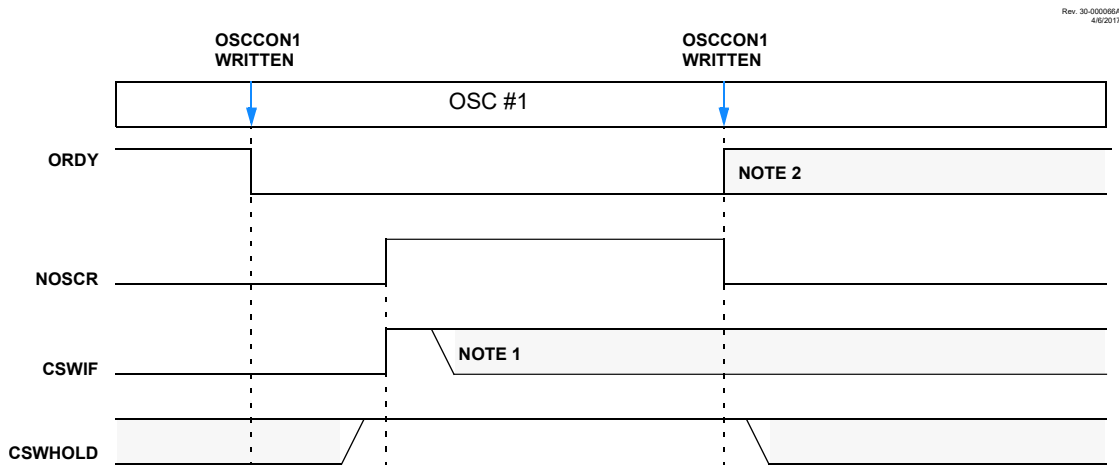 Rev. 30-000066A
4/6/2017
OSCCON1
WRITTEN
OSCCON1
WRITTEN
OSC #1
ORDY
NOTE 2
NOSCR
CSWIF
NOTE 1
CSWHOLD